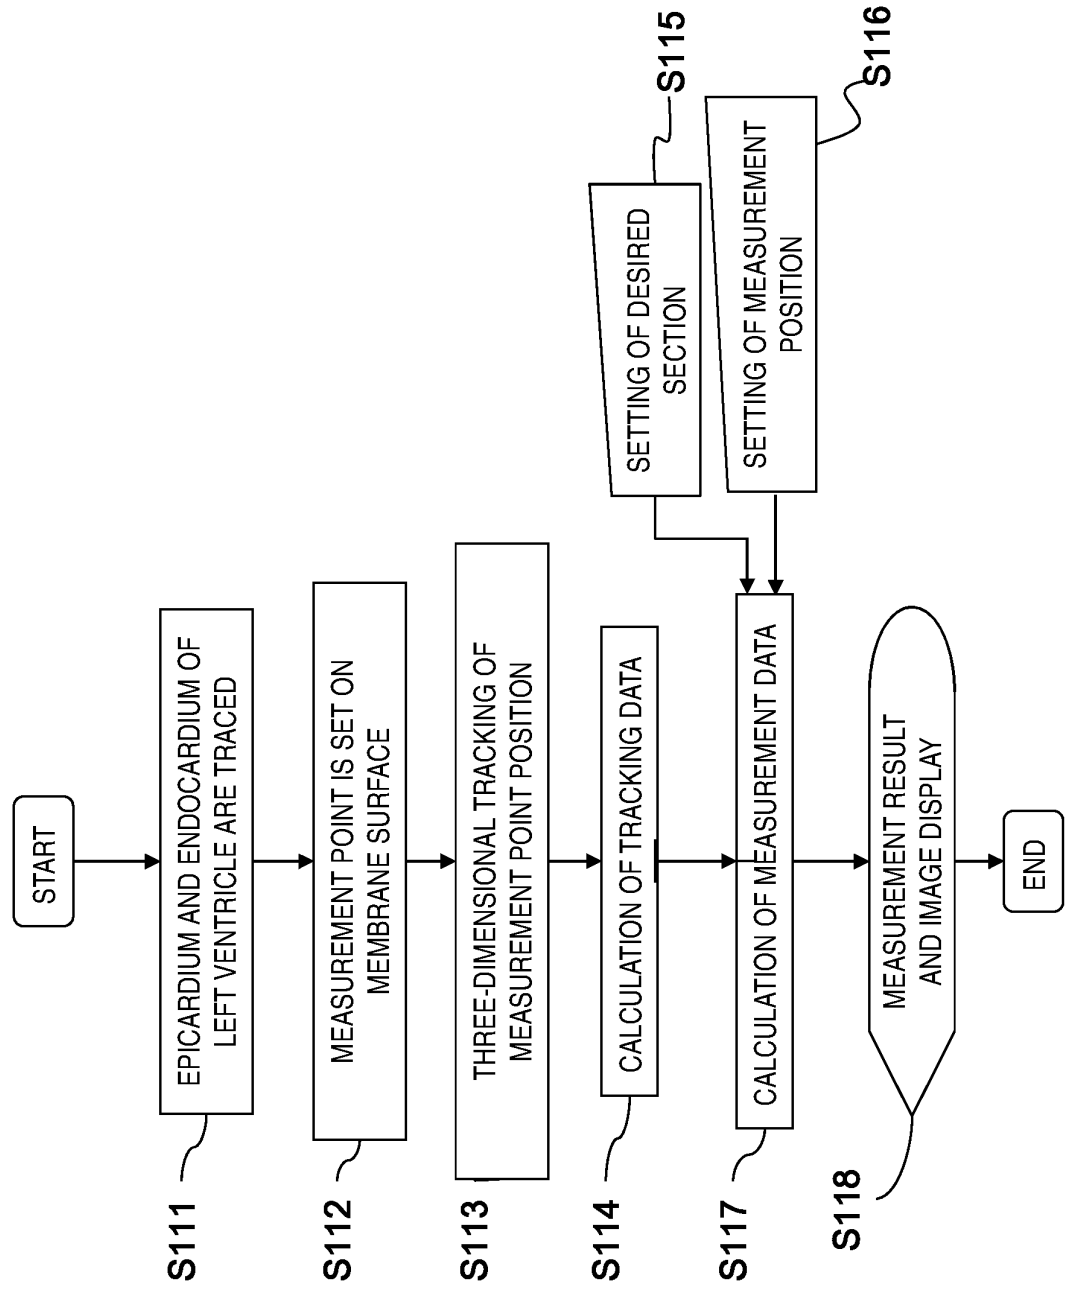 START
EPICARDIUM AND ENDOCARDIUM OF
LEFT VENTRICLE ARE TRACED
S111
MEASUREMENT POINT IS SET ON
MEMBRANE SURFACE
S112
THREE-DIMENSIONAL TRACKING OF
MEASUREMENT POINT POSITION
S113
CALCULATION OF TRACKING DATA
S114
SETTING OF DESIRED
SECTION
S115
SETTING OF MEASUREMENT
POSITION
S116
CALCULATION OF MEASUREMENT DATA
S117
MEASUREMENT RESULT
AND IMAGE DISPLAY
S118
END